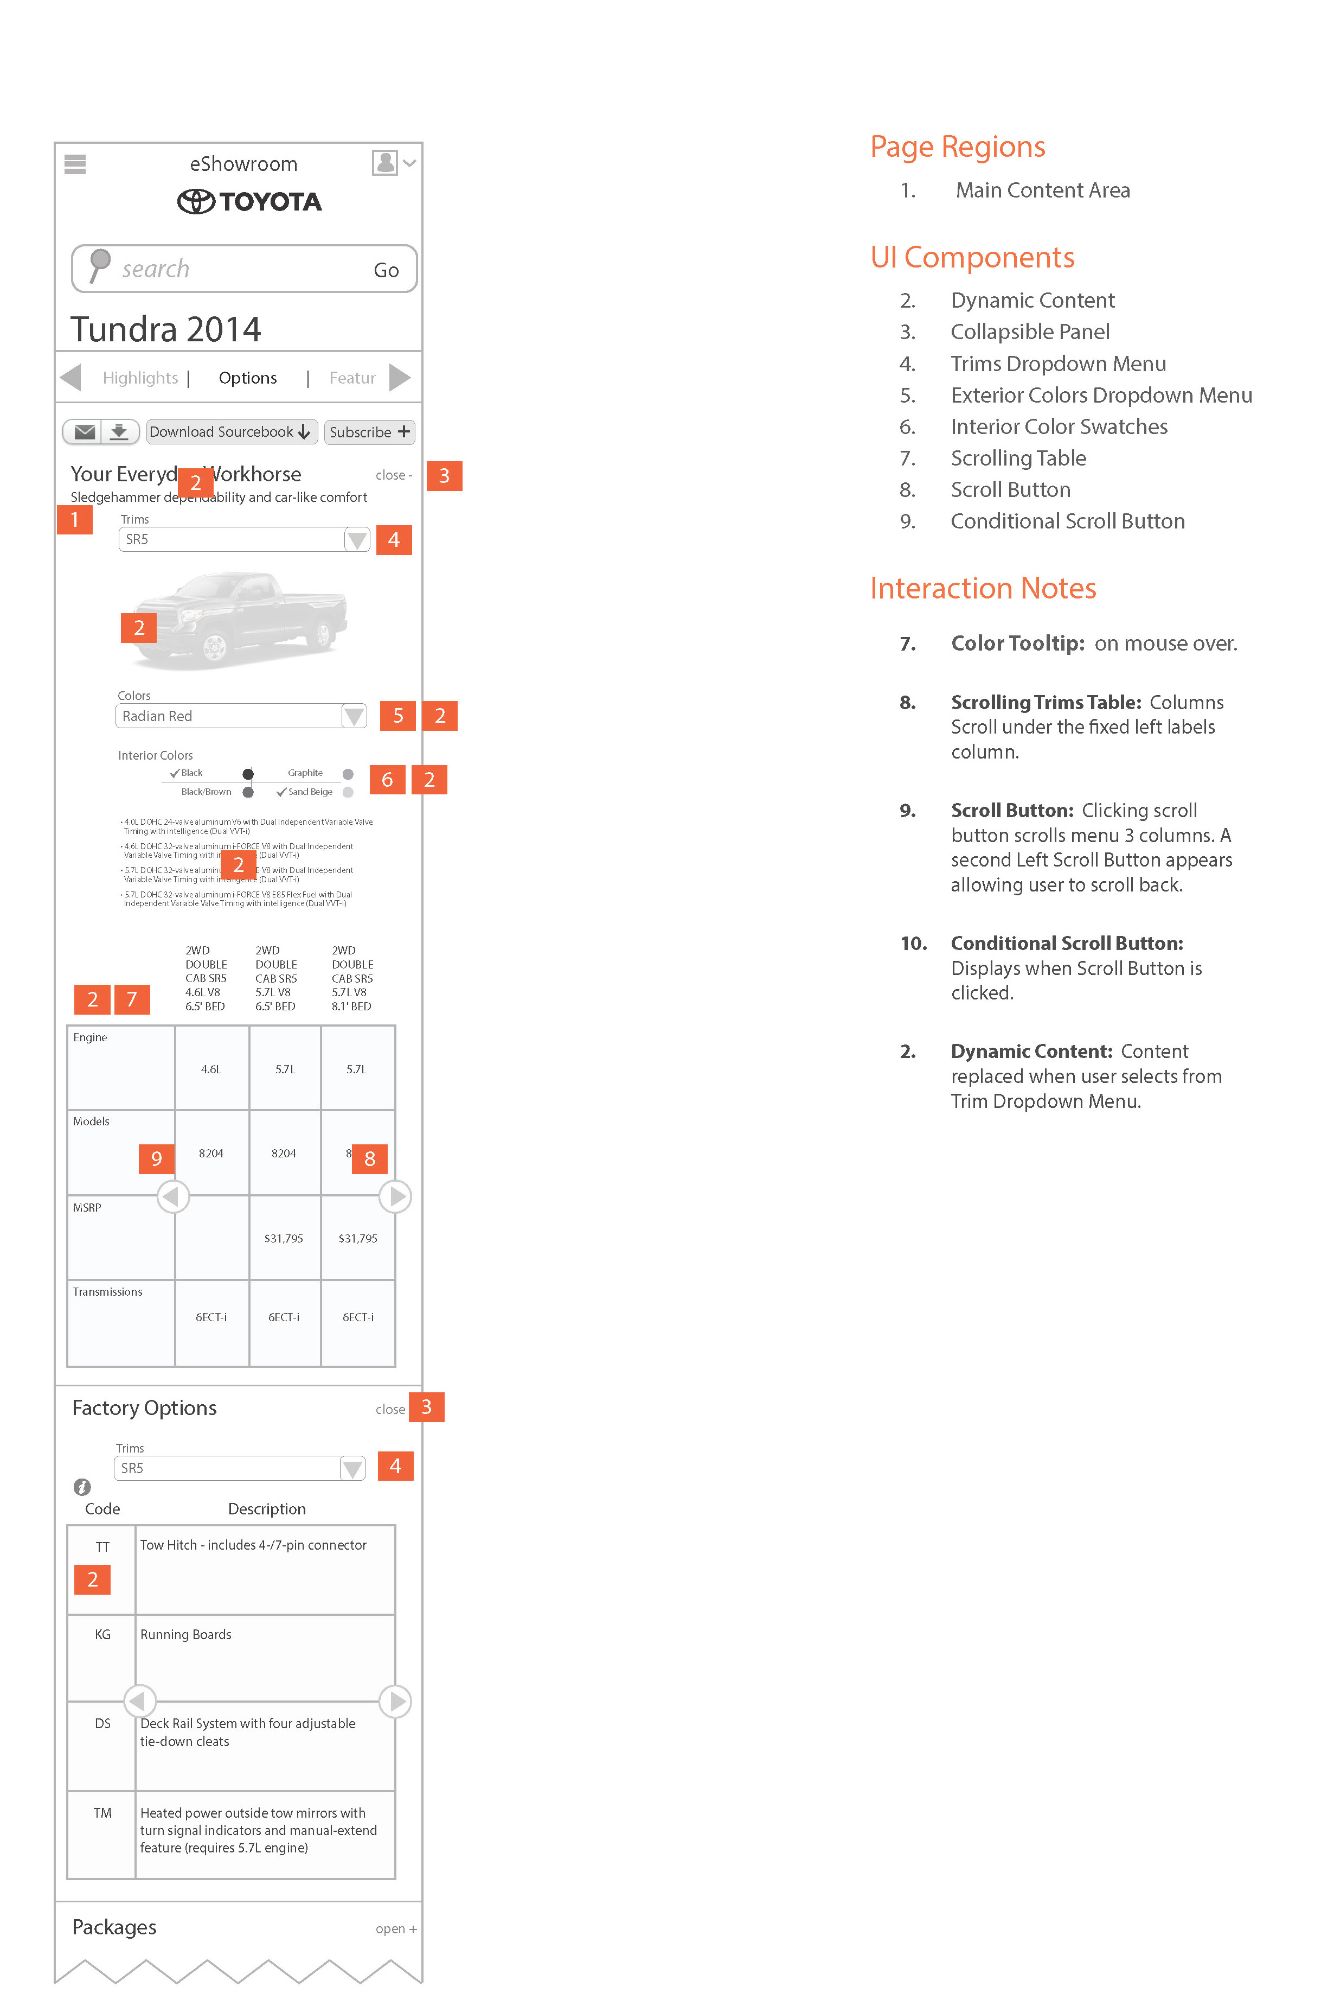 eShowroom
TOYOTA
search Go
Tundra 2014
Highlights | Options | Featur
Download Sourcebook Subscribe +
Your Everyd Workhorse close - 3
2
Sledgehammer dependability and car-like comfort
1
Trims
SR5 4
2
Colors
Radian Red 5 2
Interior Colors
Black Graphite 6 2
Black/Brown Sand Beige
• 4.0L DOHC 24-valve aluminum V6 with Dual Independent Variable Valve
Timing with intelligence (Dual VVT-i)
• 4.6L DOHC 32-valve aluminum i-FORCE V8 with Dual Independent
Variable Valve Timing with intelligence (Dual VVT-i)
2
• 5.7L DOHC 32-valve aluminum V8 with Dual Independent
Variable Valve Timing with intelligence (Dual VVT-i)
• 5.7L DOHC 32-valve aluminum i-FORCE V8 E85 Flex Fuel with Dual
Independent Variable Valve Timing with intelligence (Dual VVT-i)
2WD 2WD 2WD
DOUBLE DOUBLE DOUBLE
CAB SR5 CAB SR5 CAB SR5
4.6L V8 5.7L V8 5.7L V8
6.5' BED 6.5' BED 8.1' BED
2 7
Engine
4.6L 5.7L 5.7L
Models
8204 8204 8
9 8
MSRP
$31,795 $31,795
Transmissions
6ECT-i 6ECT-i 6ECT-i
Factory Options close 3
Trims
SR5 4
i
Code Description
TT Tow Hitch - includes 4-/7-pin connector
2
KG Running Boards
DS Deck Rail System with four adjustable
tie-down cleats
TM Heated power outside tow mirrors with
turn signal indicators and manual-extend
feature (requires 5.7L engine)
Packages open +
Page Regions
1. Main Content Area
UI Components
2. Dynamic Content
3. Collapsible Panel
4. Trims Dropdown Menu
5. Exterior Colors Dropdown Menu
6. Interior Color Swatches
7. Scrolling Table
8. Scroll Button
9. Conditional Scroll Button
Interaction Notes
7. Color Tooltip: on mouse over.
8. Scrolling Trims Table: Columns
Scroll under the fixed left labels
column.
9. Scroll Button: Clicking scroll
button scrolls menu 3 columns. A
second Left Scroll Button appears
allowing user to scroll back.
10. Conditional Scroll Button:
Displays when Scroll Button is
clicked.
2. Dynamic Content: Content
replaced when user selects from
Trim Dropdown Menu.